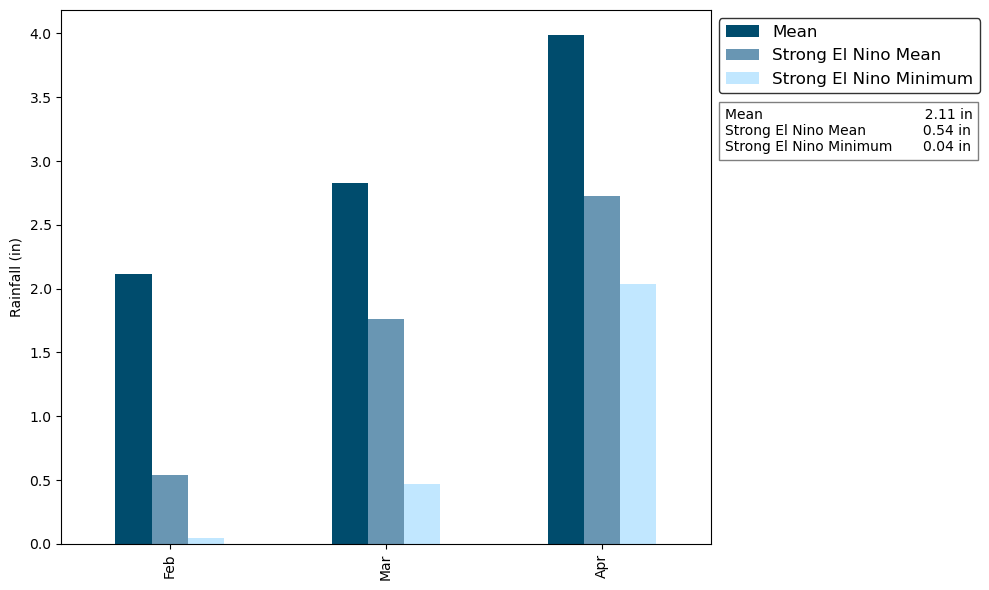 4.0
3.5
3.0
2.5
2.0
1.5
1.0
0.5
0.0
Rainfall (in)
Feb
Mar
Apr
Mean
Strong El Nino Mean
Strong El Nino Minimum
Mean 2.11 in
Strong El Nino Mean 0.54 in
Strong El Nino Minimum 0.04 in